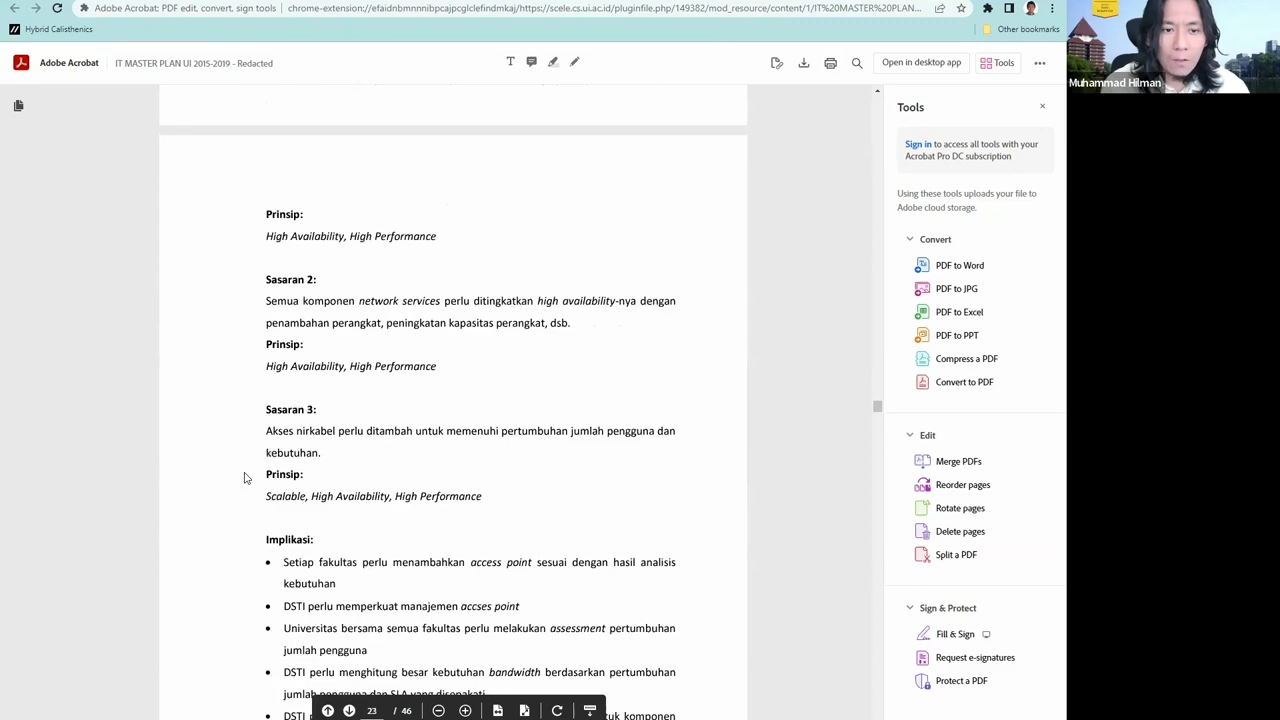 Adobe Acrobat: PDF edit, convert, sign tools | chrome-extension://efaidnbmnnnibpcajpcglclefindmkaj/https://scele.cs.ui.ac.id/pluginfile.php/149382/mod_resource/content/1/IT%20MASTER%20PLAN...
Hybrid Calisthenics
Other bookmarks
Adobe Acrobat
IT MASTER PLAN UI 2015-2019 - Redacted
Open in desktop app
Tools
Muhammad Hilman
Prinsip:
High Availability, High Performance
Sasaran 2:
Semua komponen network services perlu ditingkatkan high availability-nya dengan
penambahan perangkat, peningkatan kapasitas perangkat, dsb.
Prinsip:
High Availability, High Performance
Sasaran 3:
Akses nirkabel perlu ditambah untuk memenuhi pertumbuhan jumlah pengguna dan
kebutuhan.
Prinsip:
Scalable, High Availability, High Performance
Implikasi:
• Setiap fakultas perlu menambahkan access point sesuai dengan hasil analisis
kebutuhan
• DSTI perlu memperkuat manajemen accses point
• Universitas bersama semua fakultas perlu melakukan assessment pertumbuhan
jumlah pengguna
• DSTI perlu menghitung besar kebutuhan bandwidth berdasarkan pertumbuhan
jumlah pengguna dan SLA yang disepakati
• DSTI
komponen
23 / 46
Tools
Sign in to access all tools with your
Acrobat Pro DC subscription
Using these tools uploads your file to
Adobe cloud storage.
Convert
PDF to Word
PDF to JPG
PDF to Excel
PDF to PPT
Compress a PDF
Convert to PDF
Edit
Merge PDFs
Reorder pages
Rotate pages
Delete pages
Split a PDF
Sign & Protect
Fill & Sign
Request e-signatures
Protect a PDF